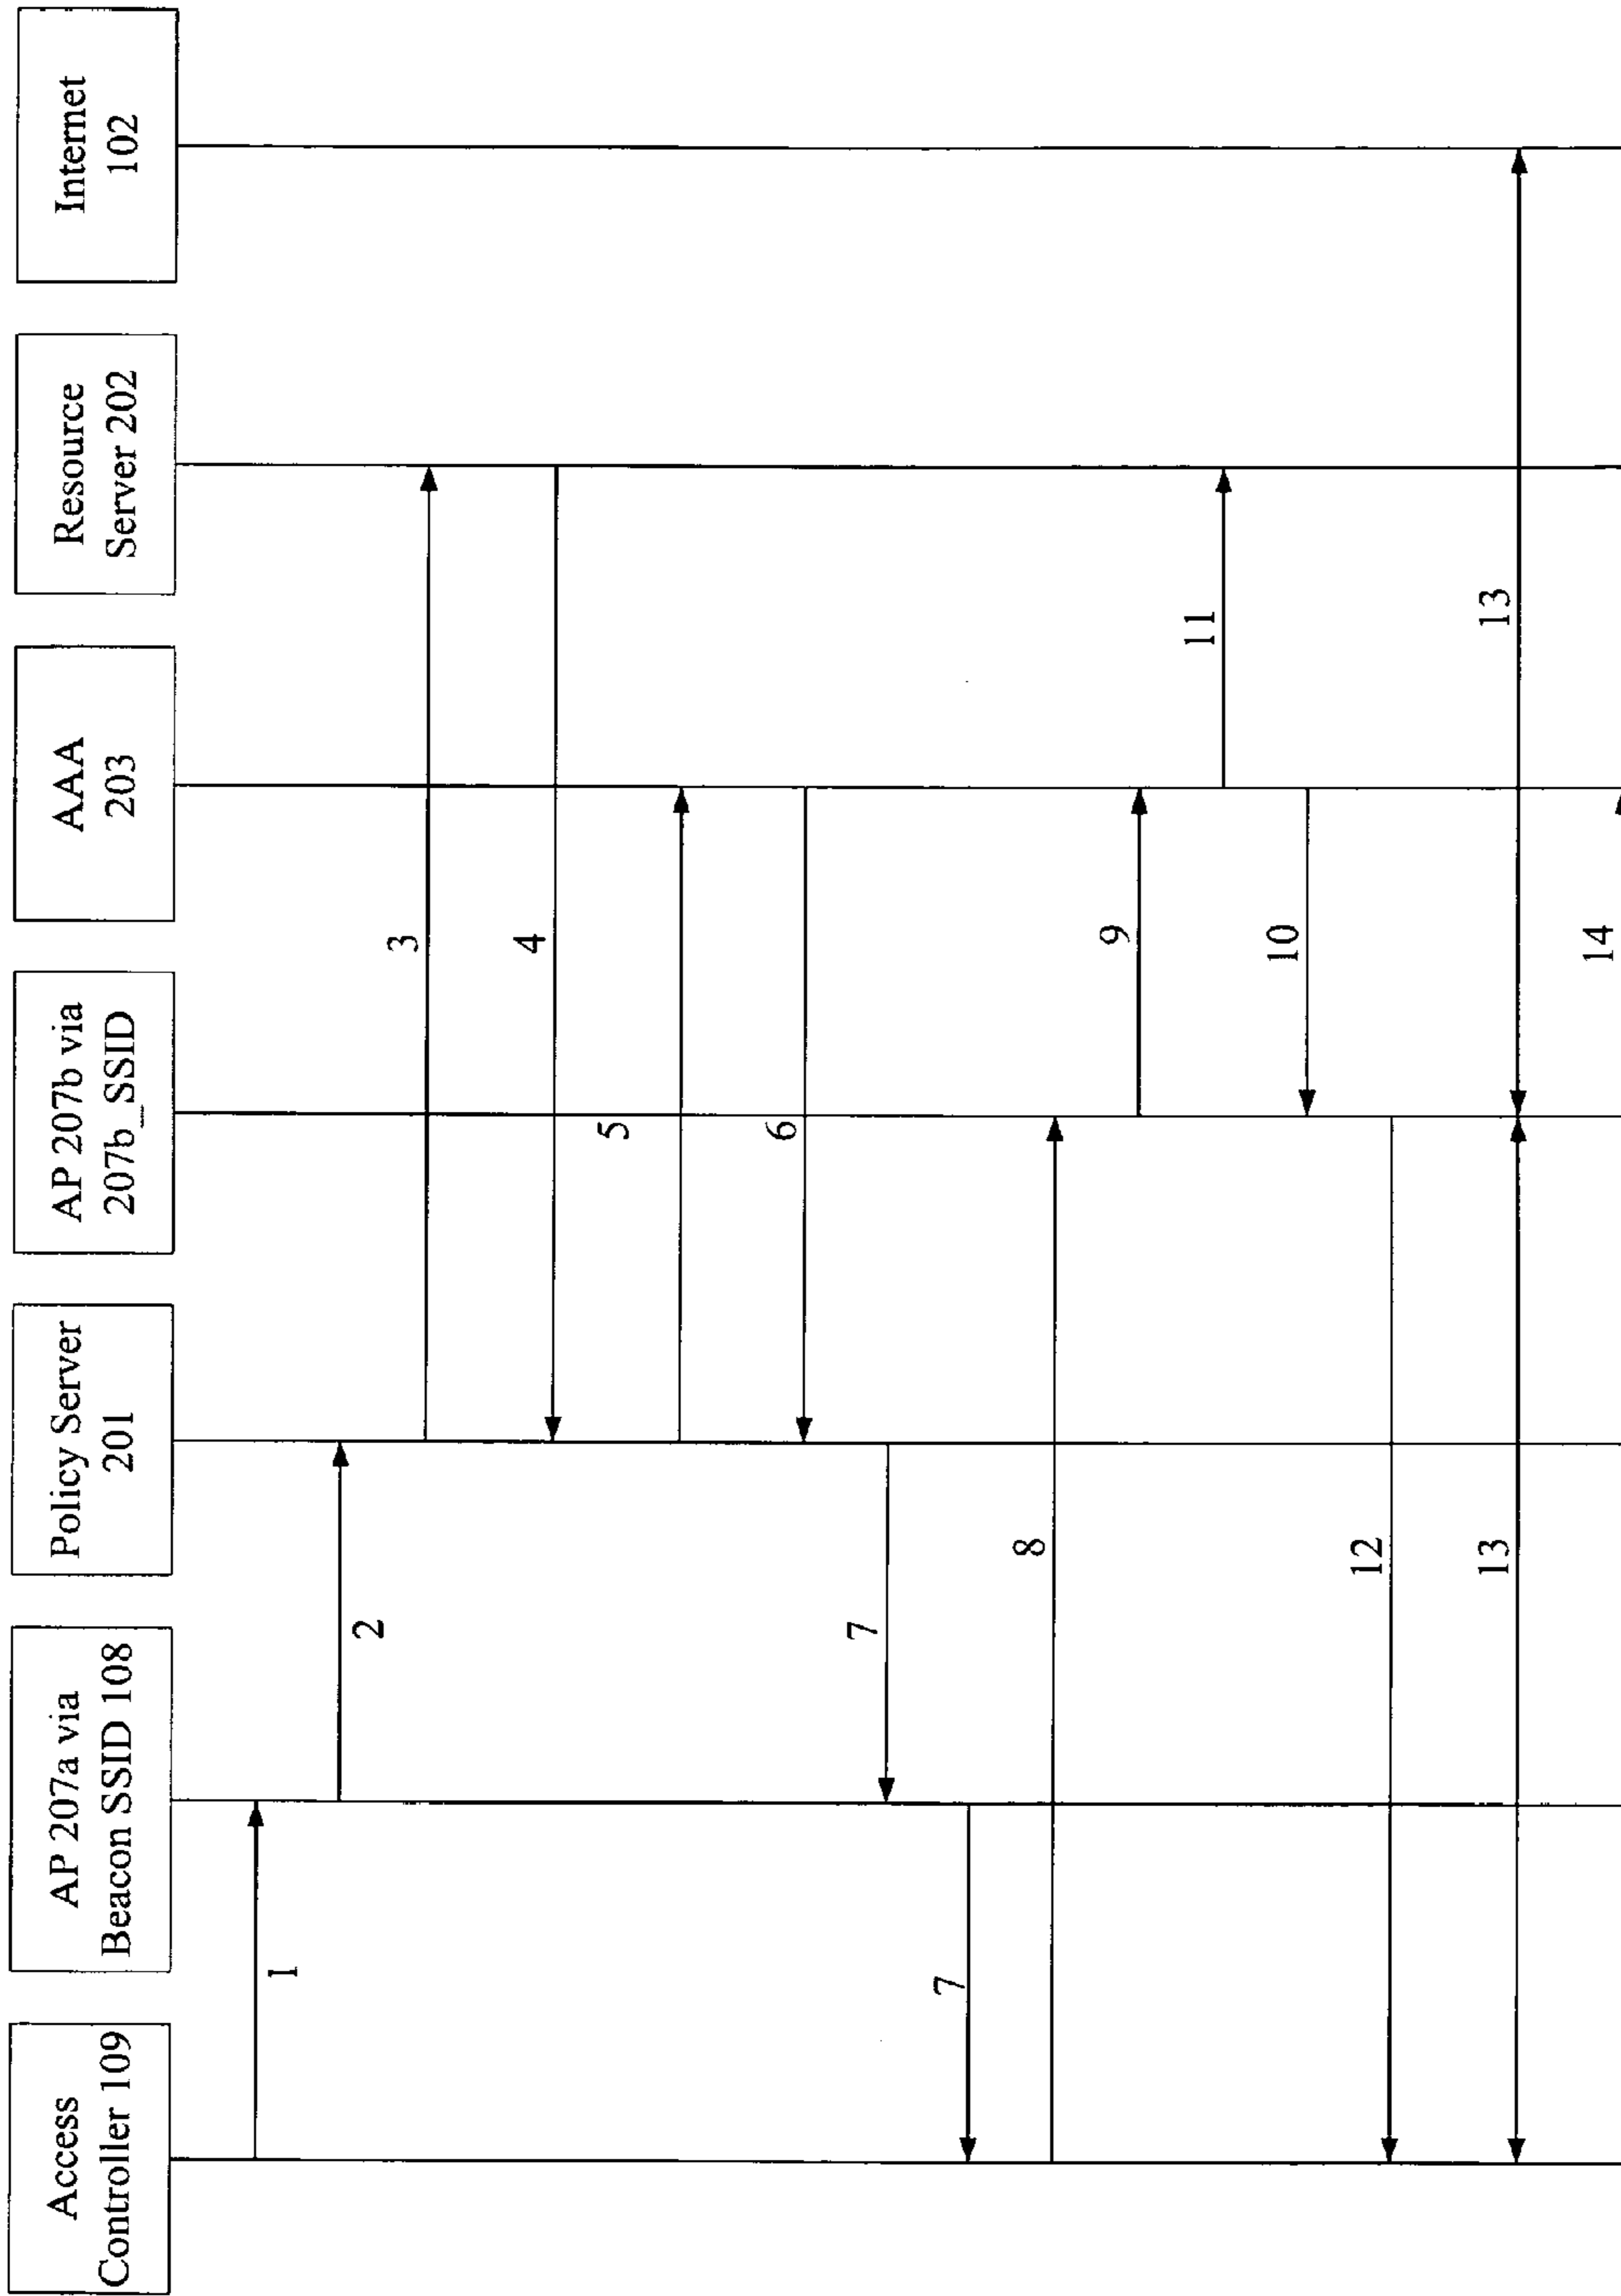 Access
Controller 109
AP 207a via
Beacon SSID 108
Policy Server
201
AP 207b via
207b_SSID
AAA
203
Resource
Server 202
Internet
102
1
2
3
4
5
6
7
7
8
9
11
10
12
13
13
14